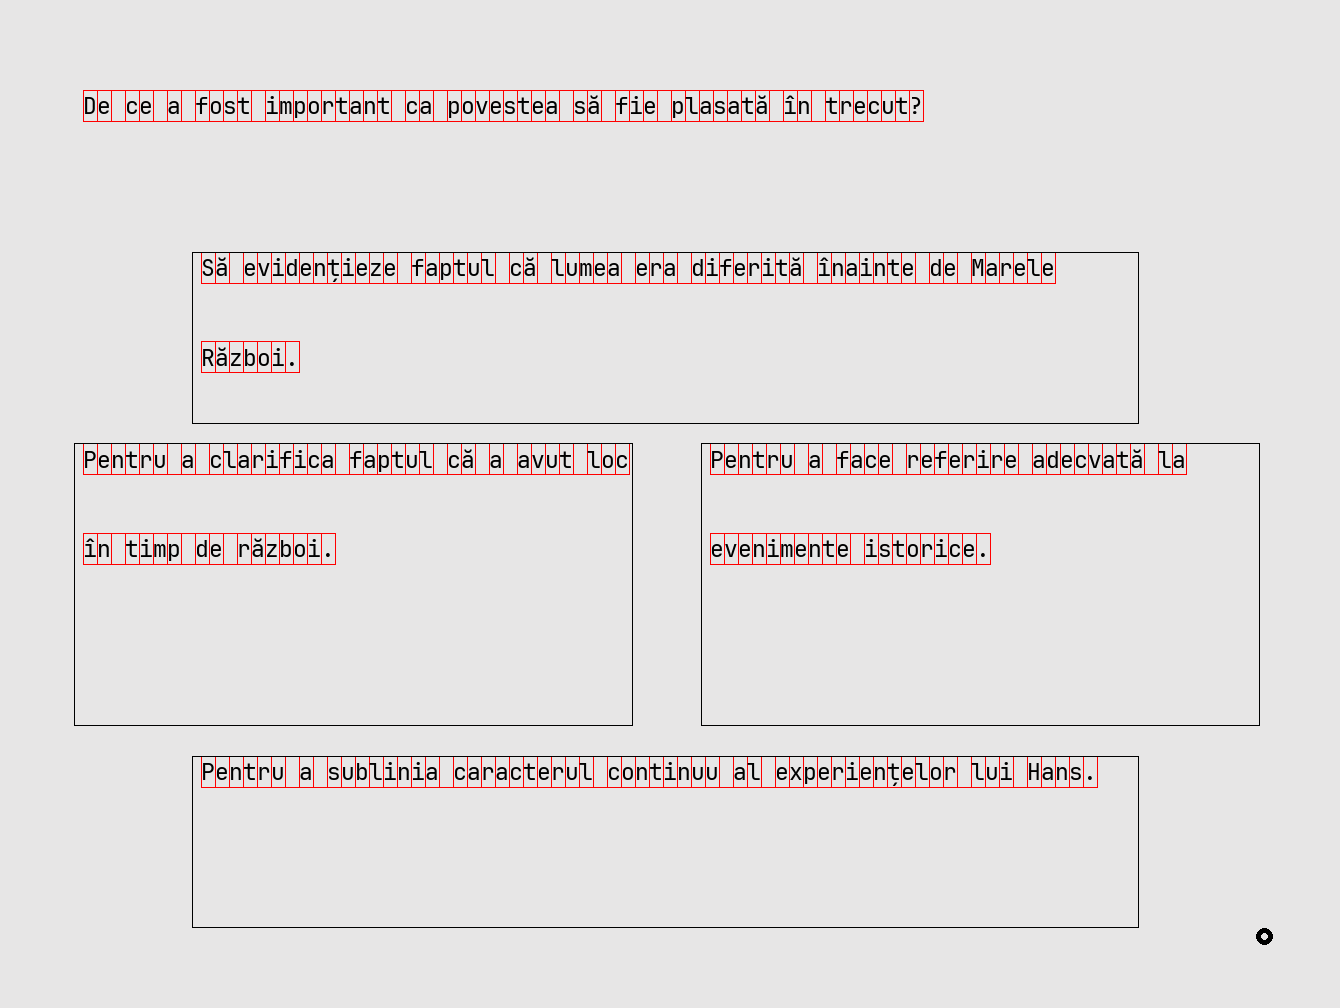 De ce a fost important ca povestea să fie plasată în trecut?
Să evidențieze faptul că lumea era diferită înainte de Marele
Război.
Pentru a clarifica faptul că a avut loc
în timp de război.
Pentru a face referire adecvată la
evenimente istorice.
Pentru a sublinia caracterul continuu al experiențelor lui Hans.